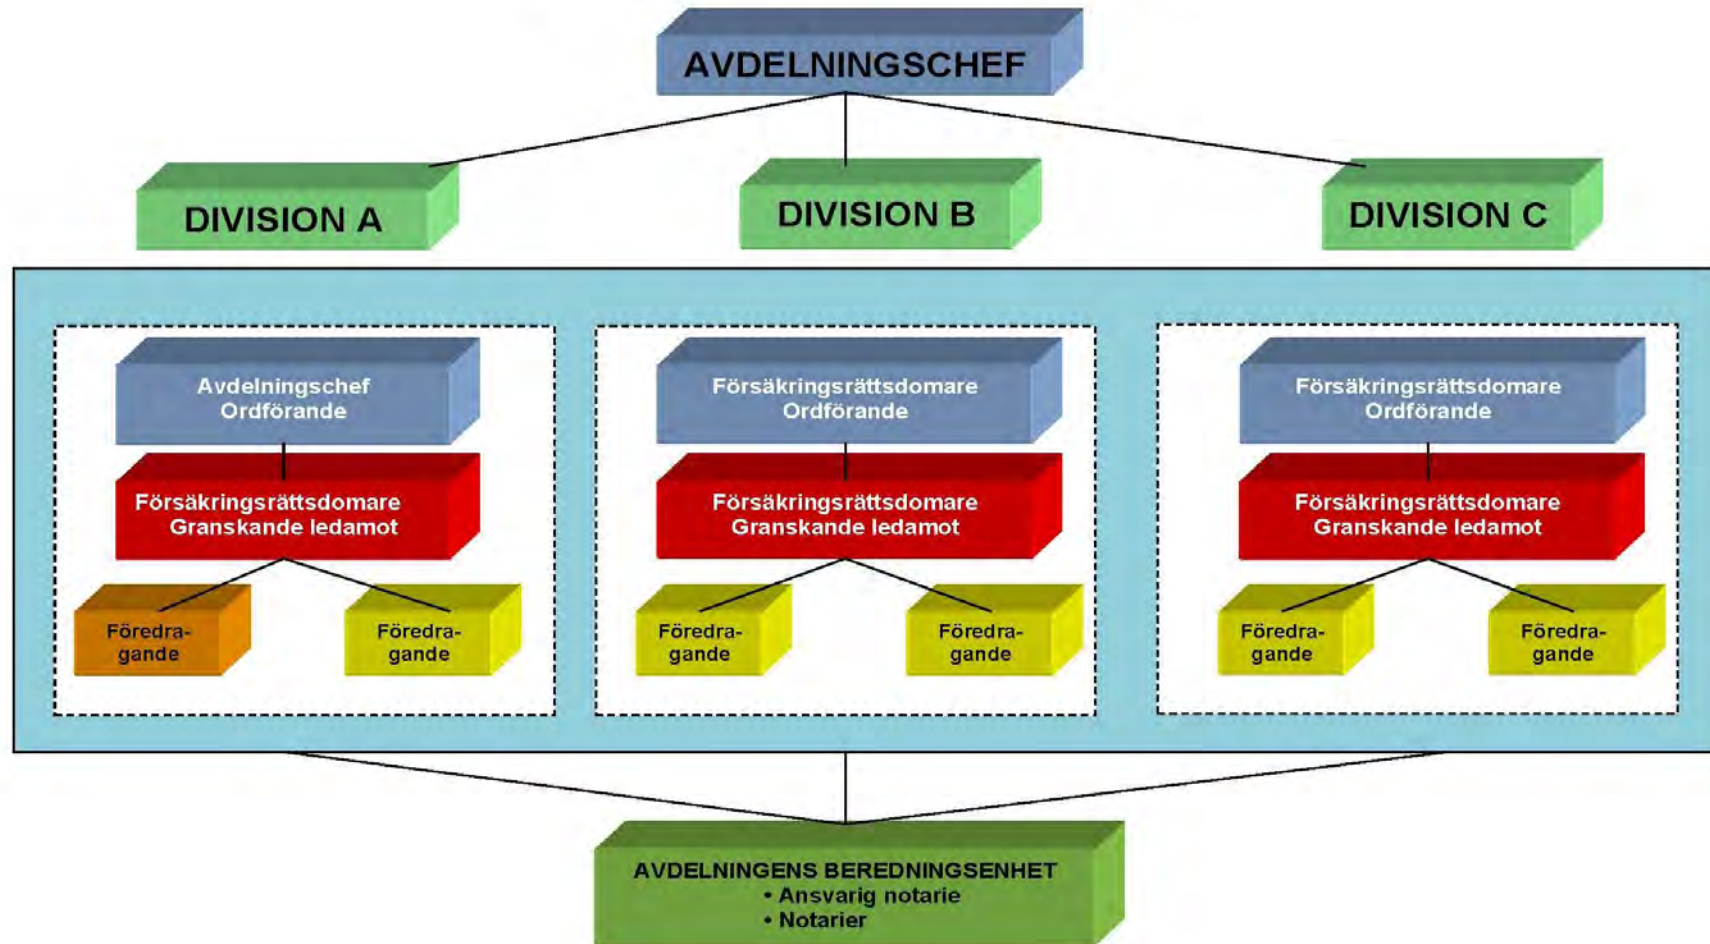 AVDELNINGSCHEF
DIVISION A
DIVISION B
DIVISION C
Avdelningschef
Ordförande
Försäkringsrättsdomare
Granskande ledamot
Föredra-
gande
Föredra-
gande
Försäkringsrättsdomare
Ordförande
Försäkringsrättsdomare
Granskande ledamot
Föredra-
gande
Föredra-
gande
Försäkringsrättsdomare
Ordförande
Försäkringsrättsdomare
Granskande ledamot
Föredra-
gande
Föredra-
gande
AVDELNINGENS BEREDNINGSENHET
• Ansvarig notarie
• Notarier